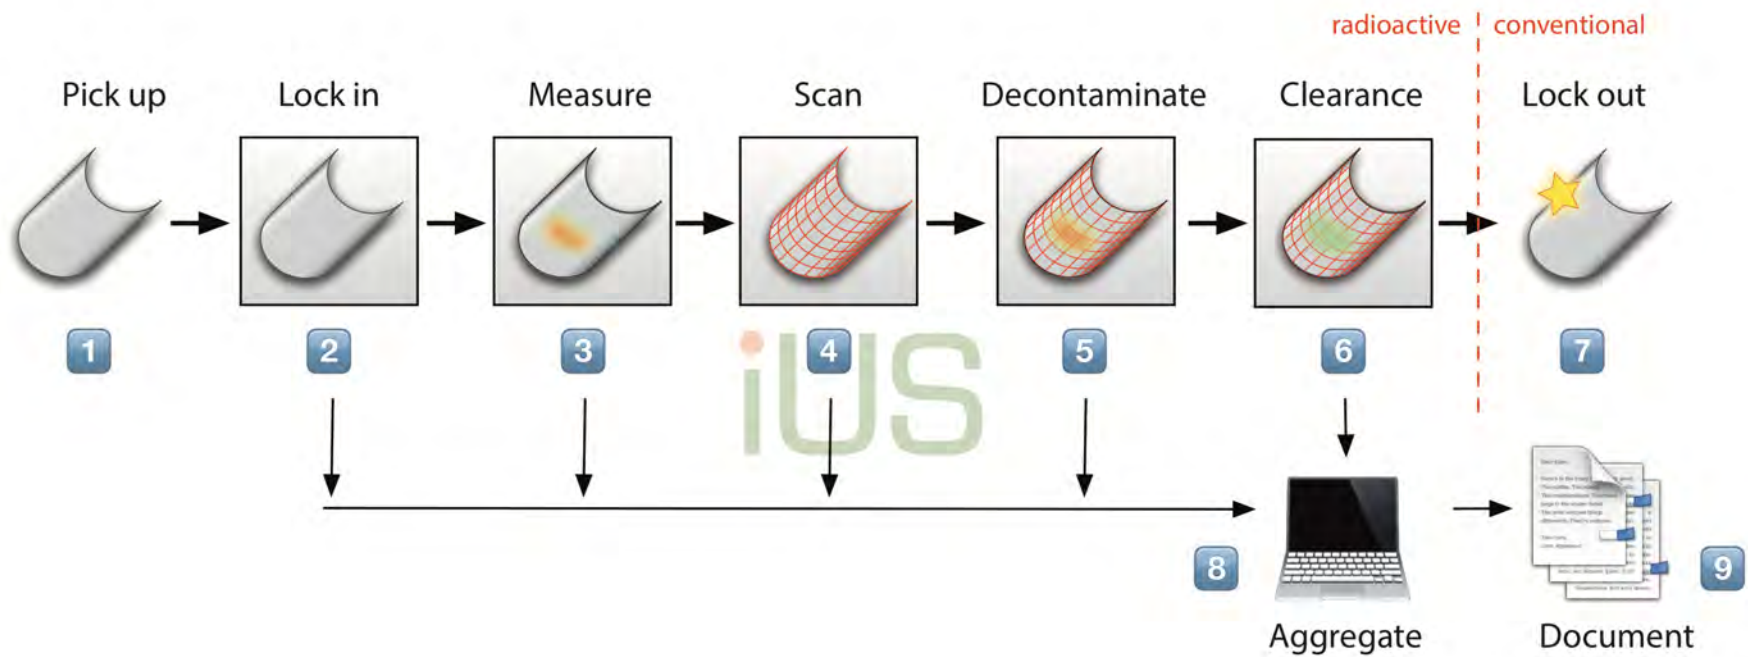 radioactive conventional
Pick up Lock in Measure Scan Decontaminate Clearance Lock out
1 2 3 4 5 6 7
iUS
8 9
Aggregate Document